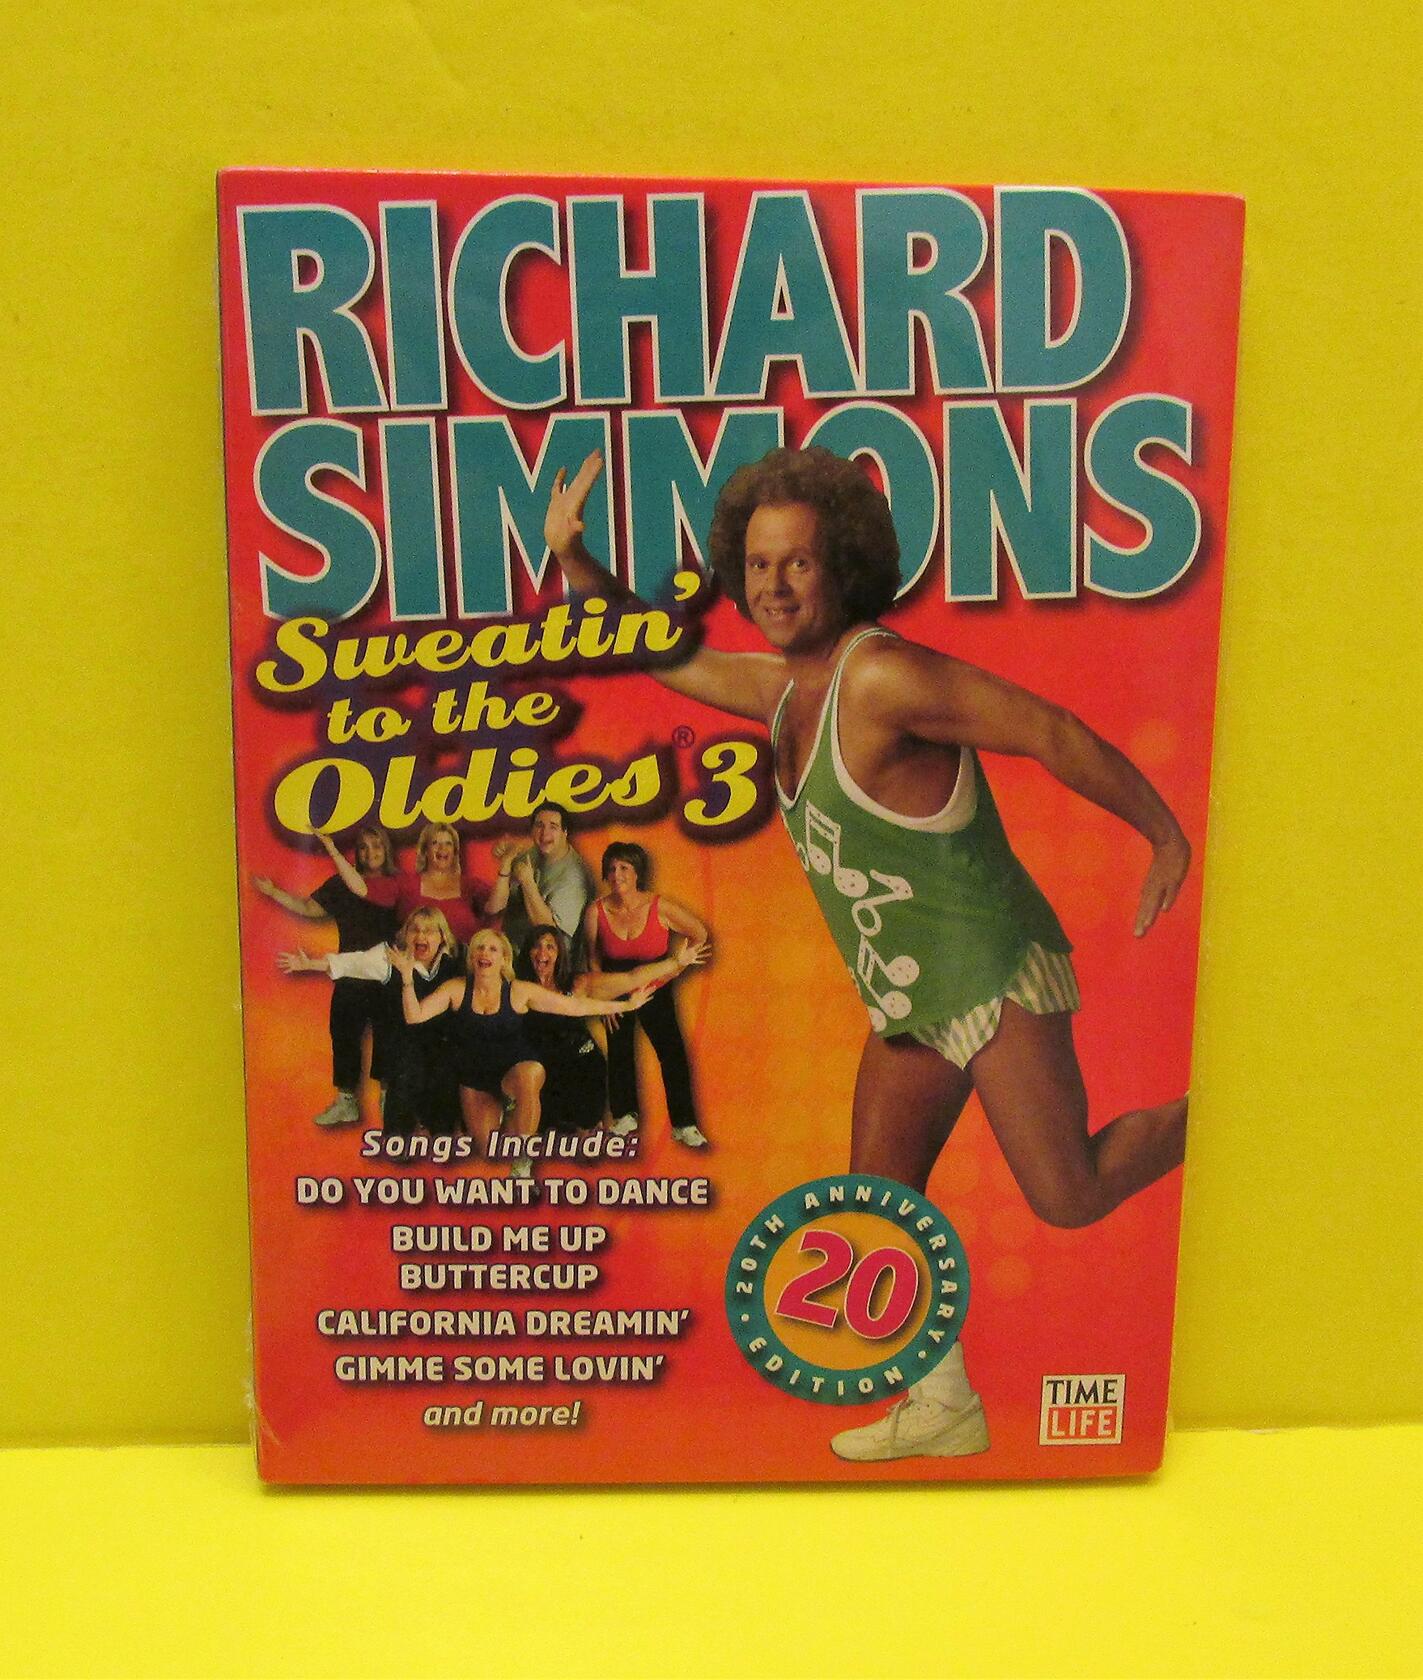 RICHARD
SIMMONS
Sweatin'
to the
Oldies® 3
Songs Include:
DO YOU WANT TO DANCE
BUILD ME UP
BUTTERCUP
CALIFORNIA DREAMIN'
GIMME SOME LOVIN'
and more!
20TH ANNIVERSARY • EDITION •
20
TIME
LIFE